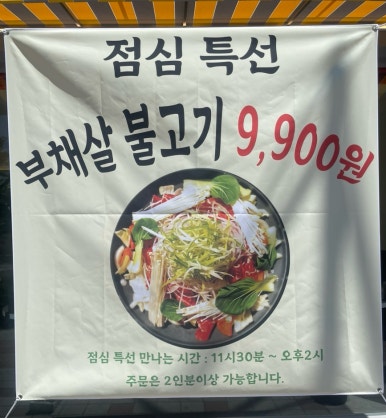 점심 특선
부채살 불고기 9,900원
점심 특선 만나는 시간 : 11시30분 ~ 오후2시
주문은 2인분이상 가능합니다.